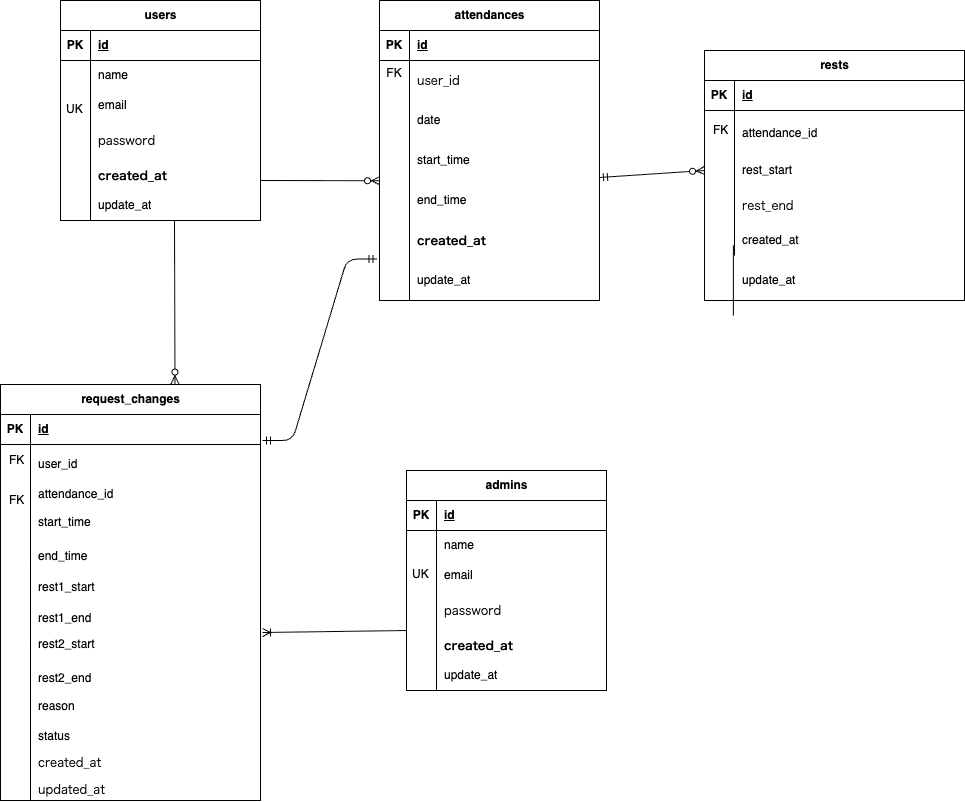 users
PK id
name
UK email
password
created_at
update_at
attendances
PK id
FK user_id
date
start_time
end_time
created_at
update_at
rests
PK id
FK attendance_id
rest_start
rest_end
created_at
update_at
request_changes
PK id
FK user_id
FK attendance_id
start_time
end_time
rest1_start
rest1_end
rest2_start
rest2_end
reason
status
created_at
updated_at
admins
PK id
name
UK email
password
created_at
update_at